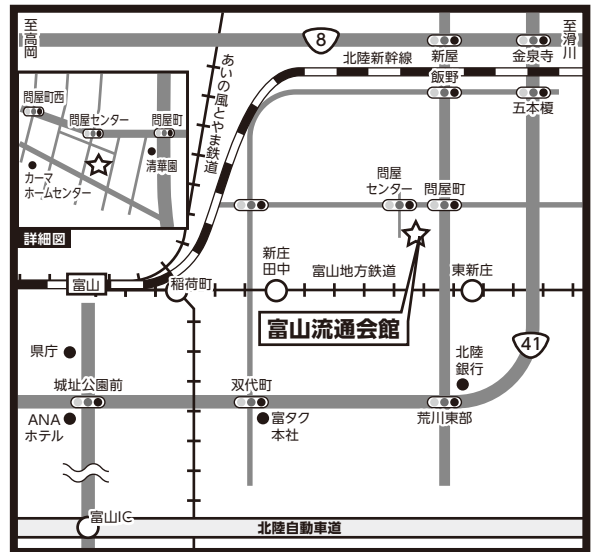 至高岡
8
至滑川
北陸新幹線
新屋
金泉寺
飯野
五本榎
あいの風とやま鉄道
問屋町西
問屋センター
問屋町
清華園
カーマ
ホームセンター
詳細図
問屋
センター
問屋町
新庄
田中
富山地方鉄道
東新庄
富山
稲荷町
富山流通会館
41
県庁
北陸
銀行
城址公園前
双代町
荒川東部
ANA
ホテル
富タク
本社
富山IC
北陸自動車道